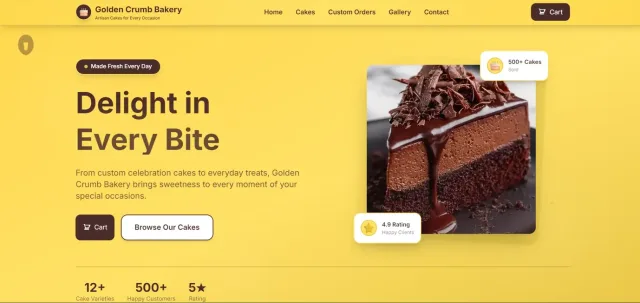 Golden Crumb Bakery
Artisan Cakes for Every Occasion
Home
Cakes
Custom Orders
Gallery
Contact
Cart
Made Fresh Every Day
500+ Cakes
Sold
Delight in
Every Bite
From custom celebration cakes to everyday treats, Golden
Crumb Bakery brings sweetness to every moment of your
special occasions.
Cart
Browse Our Cakes
4.9 Rating
Happy Clients
12+
500+
5★
Cake Varieties
Happy Customers
Rating